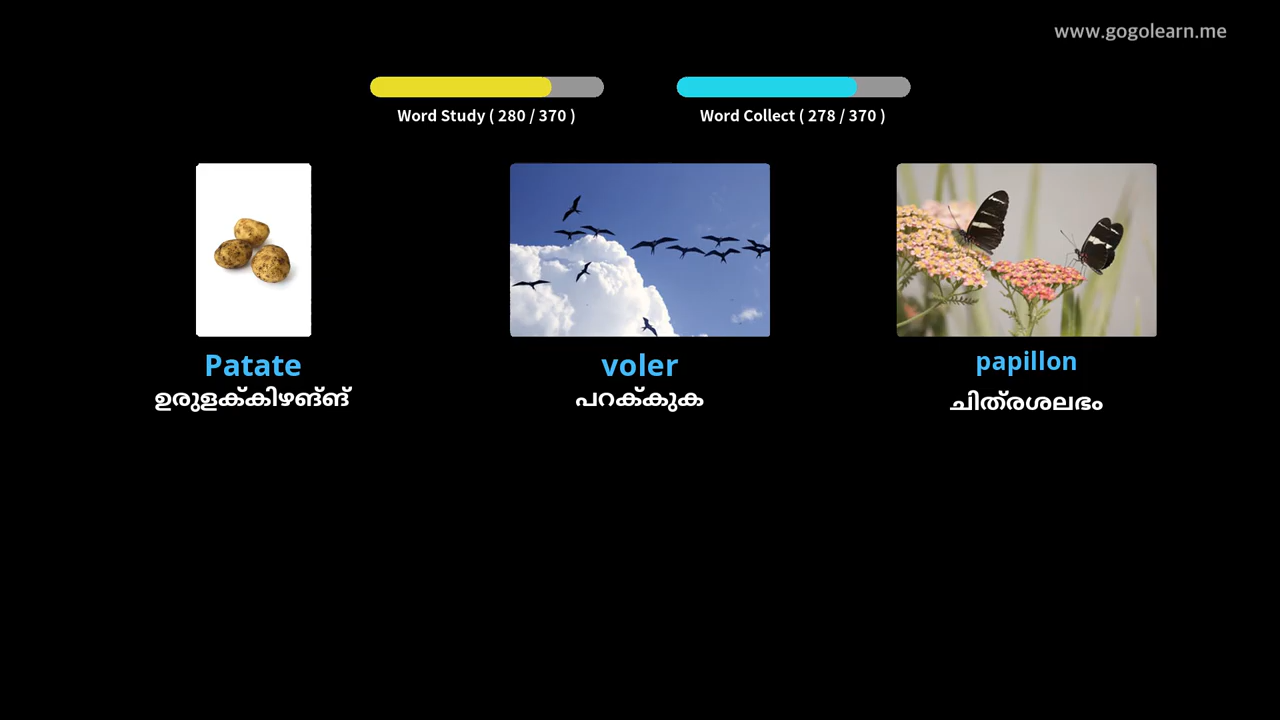 www.gogolearn.me
Word Study ( 280 / 370 )
Word Collect ( 278 / 370 )
Patate
ഉരുളക്കിഴങ്ങ്
voler
പറക്കുക
papillon
ചിത്രശലഭം